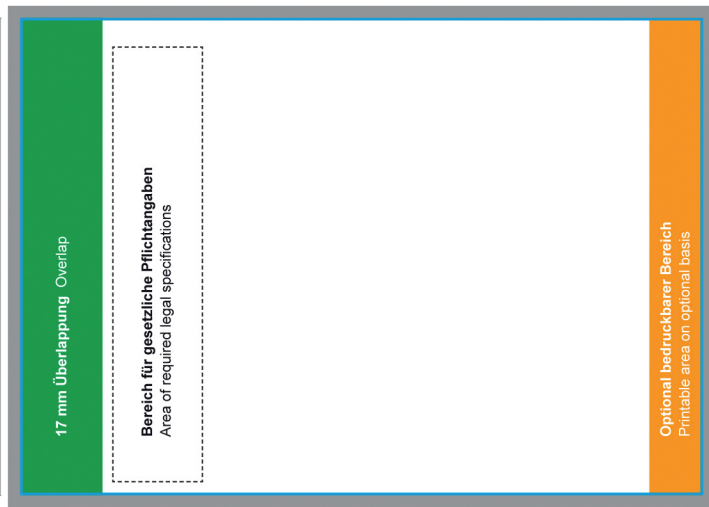 17 mm Überlappung Overlap
Bereich für gesetzliche Pflichtangaben
Area of required legal specifications
Optional bedruckbarer Bereich
Printable area on optional basis